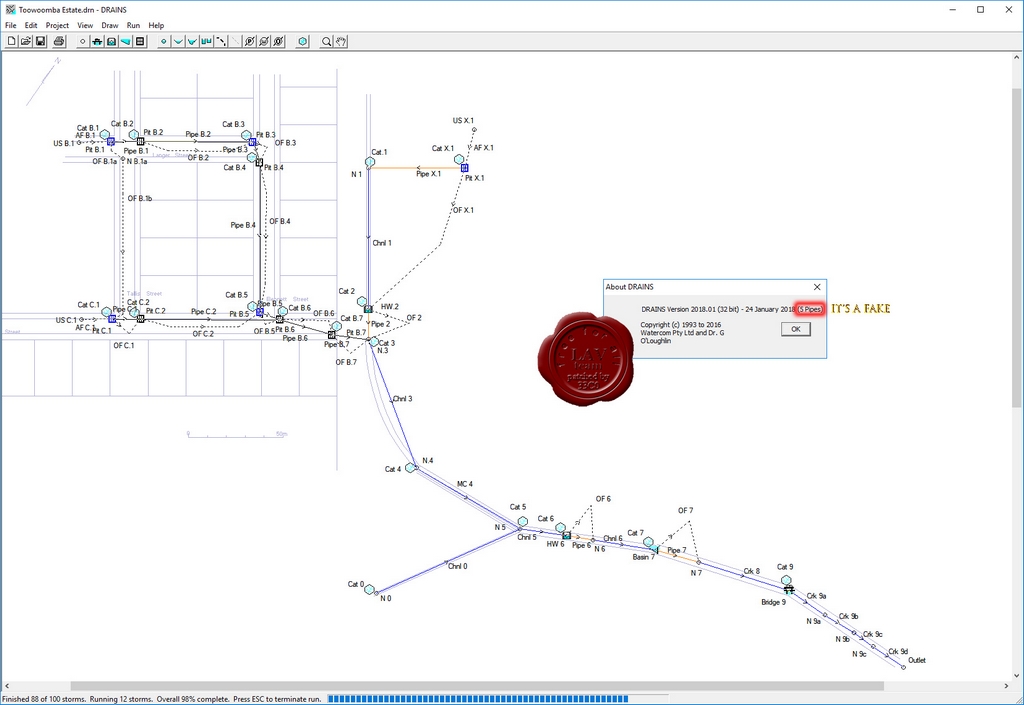 Toowoomba Estate.drn - DRAINS
File Edit Project View Draw Run Help
N
US X.1
Cat B.1
Cat B.2
Cat B.3
AF B.1
Pit B.2
Pipe B.2
Pit B.3
US B.1
OF B.3
Pit B.1
Pipe B.1
Pipe B.3
OF B.1a
N B.1a
OF B.2
Cat B.4
Pit B.4
Cat.1
Cat X.1
AF X.1
N 1
Pipe X.1
Pit X.1
OF B.1b
OF X.1
Pipe B.4
OF B.4
Chnl 1
Street
Street
Cat C.1
Cat C.2
Cat B.5
Pipe B.5
Cat B.6
Cat 2
HW.2
US C.1
Pipe C.2
Pit B.5
OF B.6
Cat B.7
Pipe 2
OF 2
AF C.1
Pit C.1
OF C.2
OF B.5
Pit B.6
Pipe B.6
Pit B.7
Pipe B.7
Cat 3
N.3
OF C.1
OF B.7
Street
About DRAINS
DRAINS Version 2018.01 (32 bit) - 24 January 2018 (5 Pipes)
IT'S A FAKE
Copyright (c) 1993 to 2016
Watercom Pty Ltd and Dr. G
O'Loughlin
OK
LAV
team
patched by
Chnl 3
0
50m
Cat 4
N.4
MC 4
Cat 5
Cat 6
OF 6
OF 7
N 5
Chnl 5
HW 6
Pipe 6
N 6
Chnl 6
Cat 7
Basin 7
Pipe 7
N 7
Chnl 0
Cat 0
N 0
Crk 8
Cat 9
Bridge 9
Crk 9a
N 9a
Crk 9b
N 9b
Crk 9c
N 9c
Crk 9d
Outlet
Finished 88 of 100 storms. Running 12 storms. Overall 98% complete. Press ESC to terminate run.